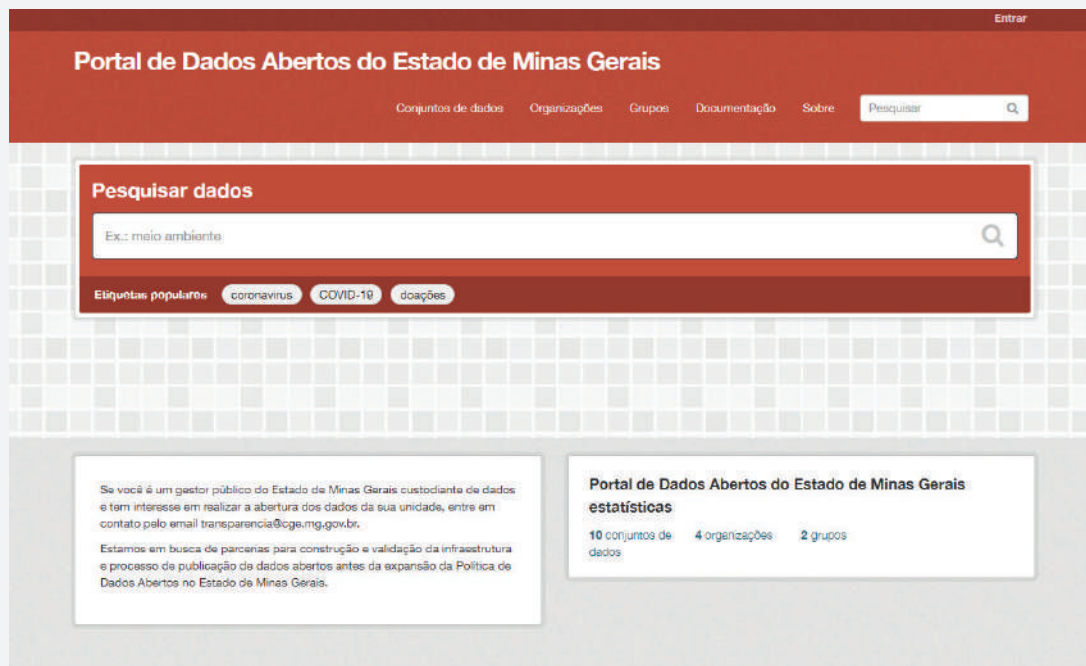 Entrar
Portal de Dados Abertos do Estado de Minas Gerais
Conjuntos de dados Organizações Grupos Documentação Sobre Pesquisar
Pesquisar dados
Ex.: meio ambiente
Etiquetas populares coronavirus COVID-19 doações
Se você é um gestor público do Estado de Minas Gerais custodiante de dados
e tem interesse em realizar a abertura dos dados da sua unidade, entre em
contato pelo email transparencia@cge.mg.gov.br.
Estamos em busca de parcerias para construção e validação da infraestrutura
e processo de publicação de dados abertos antes da expansão da Política de
Dados Abertos no Estado de Minas Gerais.
Portal de Dados Abertos do Estado de Minas Gerais
estatísticas
10 conjuntos de 4 organizações 2 grupos
dados